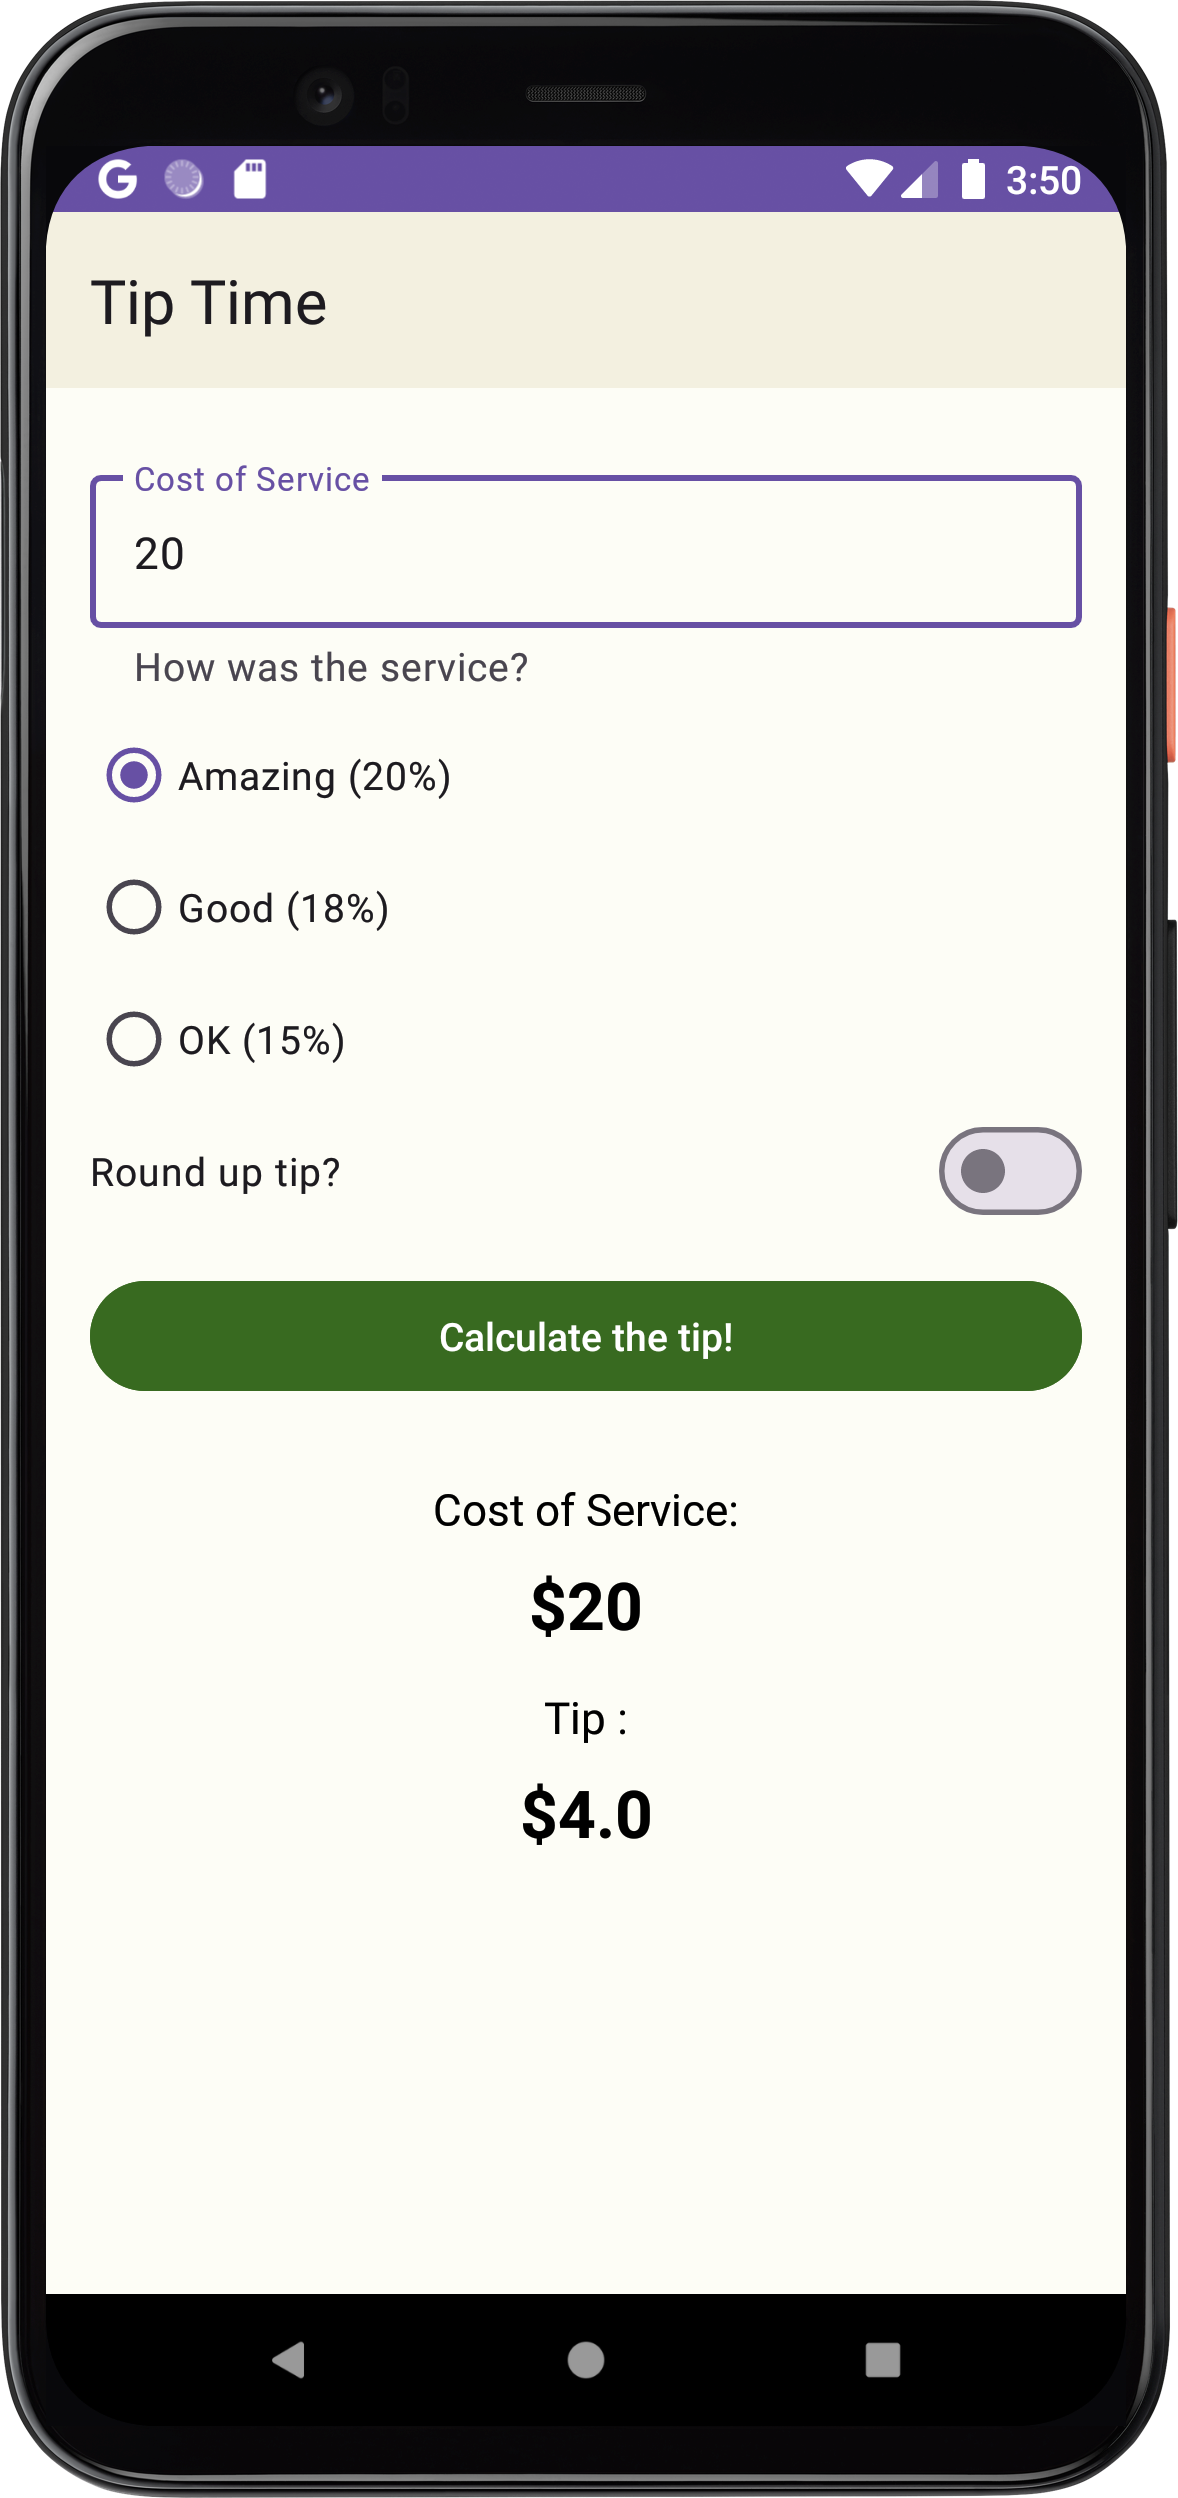 3:50
Tip Time
Cost of Service
20
How was the service?
Amazing (20%)
Good (18%)
OK (15%)
Round up tip?
Calculate the tip!
Cost of Service:
$20
Tip :
$4.0